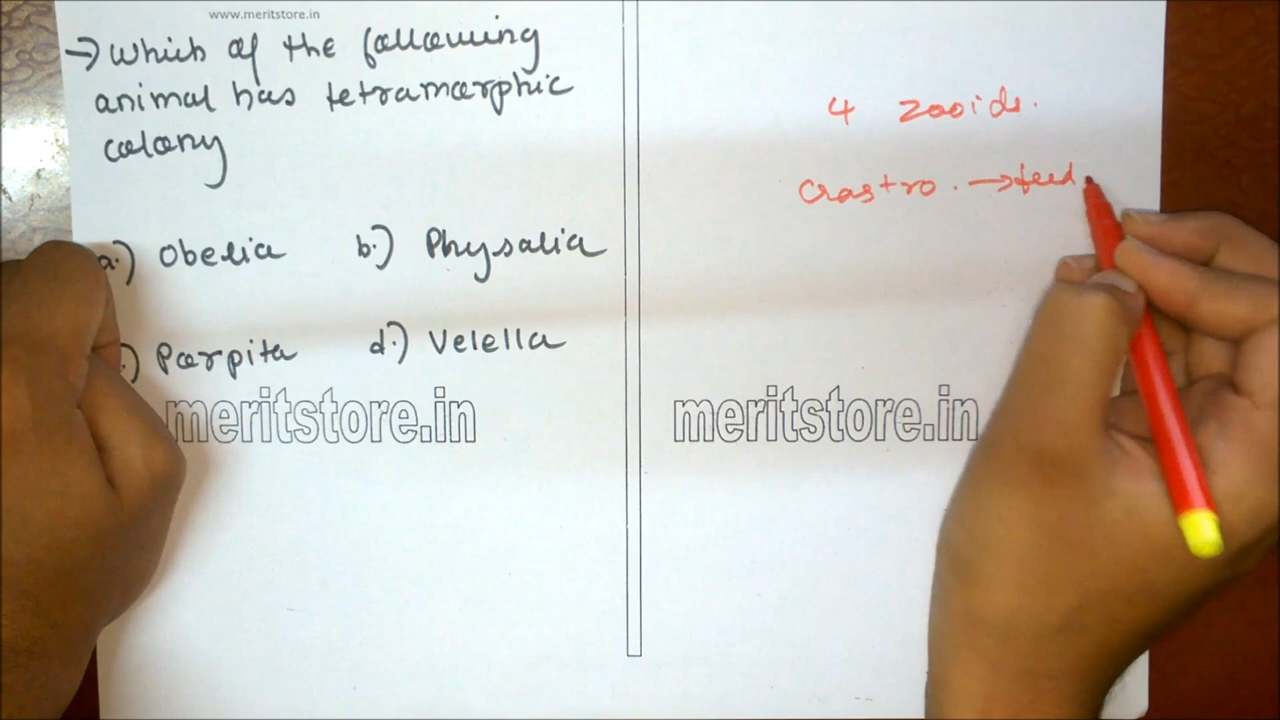 www.meritstore.in
→ Which of the following
animal has tetramorphic
colony
a.) Obelia b.) Physalia
.) Porpita d.) Velella
meritstore.in
4 zooids.
Gastro. → feed
meritstore.in